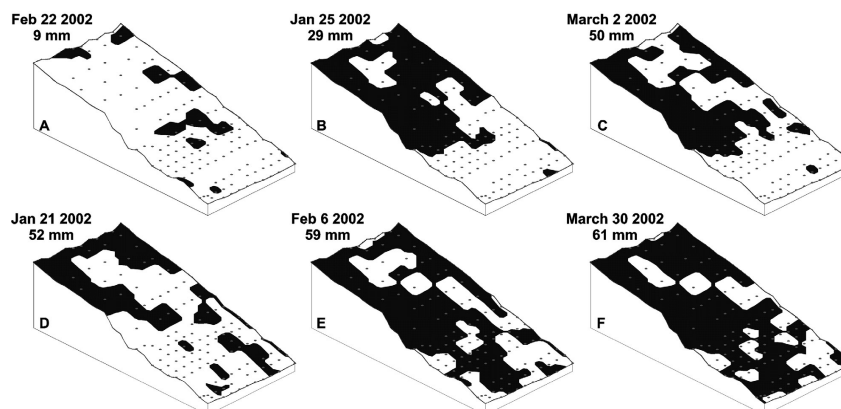 Feb 22 2002
9 mm
A
Jan 25 2002
29 mm
B
March 2 2002
50 mm
C
Jan 21 2002
52 mm
D
Feb 6 2002
59 mm
E
March 30 2002
61 mm
F